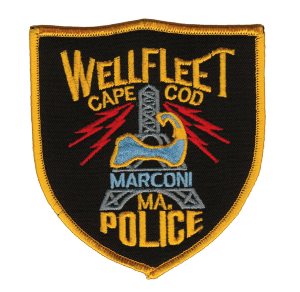 WELLFLEET
CAPE COD
MARCONI
MA.
POLICE